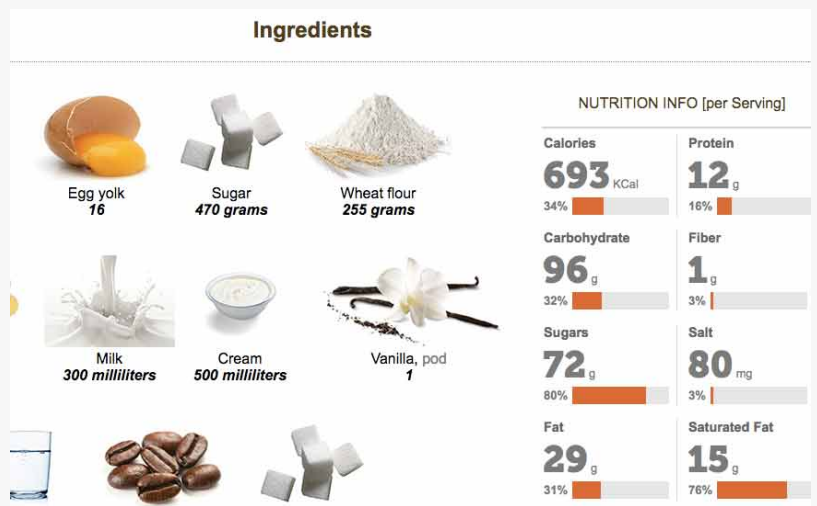 Ingredients
Egg yolk
16
Sugar
470 grams
Wheat flour
255 grams
Milk
300 milliliters
Cream
500 milliliters
Vanilla, pod
1
NUTRITION INFO [per Serving]
Calories
693 KCal
34%
Protein
12 g
16%
Carbohydrate
96 g
32%
Fiber
1 g
3%
Sugars
72 g
80%
Salt
80 mg
3%
Fat
29 g
31%
Saturated Fat
15 g
76%